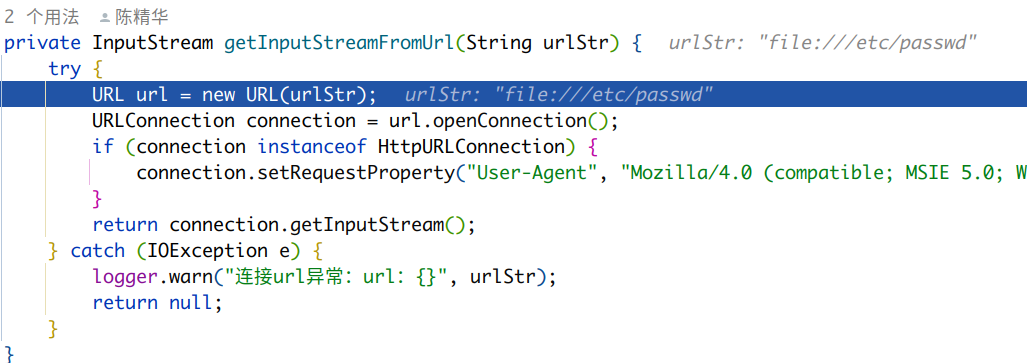 2 个用法 陈精华
private InputStream getInputStreamFromUrl(String urlStr) { urlStr: "file:///etc/passwd"
try {
URL url = new URL(urlStr); urlStr: "file:///etc/passwd"
URLConnection connection = url.openConnection();
if (connection instanceof HttpURLConnection) {
connection.setRequestProperty("User-Agent", "Mozilla/4.0 (compatible; MSIE 5.0; W
}
return connection.getInputStream();
} catch (IOException e) {
logger.warn("连接url异常：url：{}", urlStr);
return null;
}
}